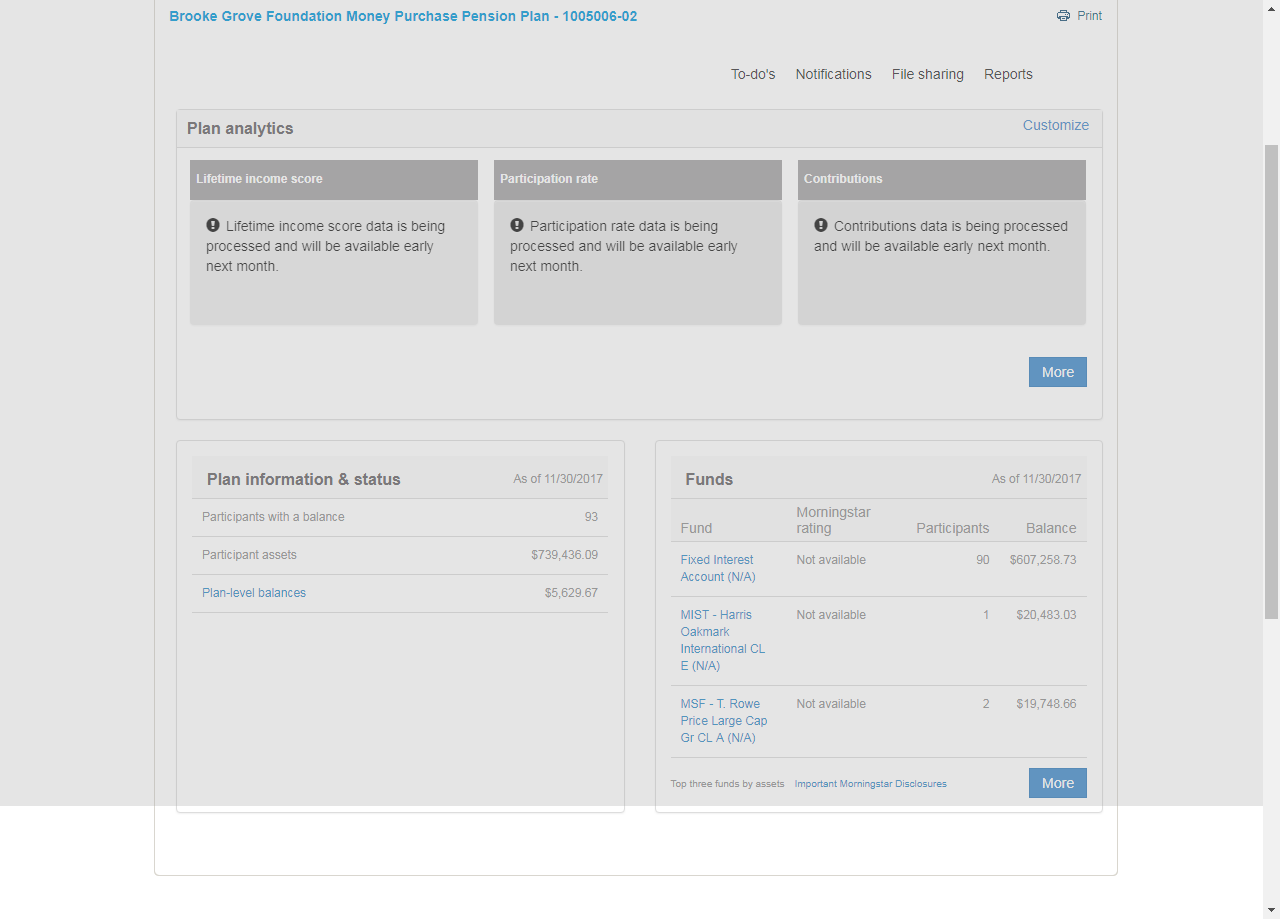 Brooke Grove Foundation Money Purchase Pension Plan - 1005006-02
Print
To-do's Notifications File sharing Reports
Plan analytics
Customize
Lifetime income score
Lifetime income score data is being
processed and will be available early
next month.
Participation rate
Participation rate data is being
processed and will be available early
next month.
Contributions
Contributions data is being processed
and will be available early next month.
More
Plan information & status As of 11/30/2017
Participants with a balance 93
Participant assets $739,436.09
Plan-level balances $5,629.67
Funds As of 11/30/2017
Fund Morningstar rating Participants Balance
Fixed Interest Not available 90 $607,258.73
Account (N/A)
MIST - Harris Not available 1 $20,483.03
Oakmark
International CL
E (N/A)
MSF - T. Rowe Not available 2 $19,748.66
Price Large Cap
Gr CL A (N/A)
Top three funds by assets Important Morningstar Disclosures
More